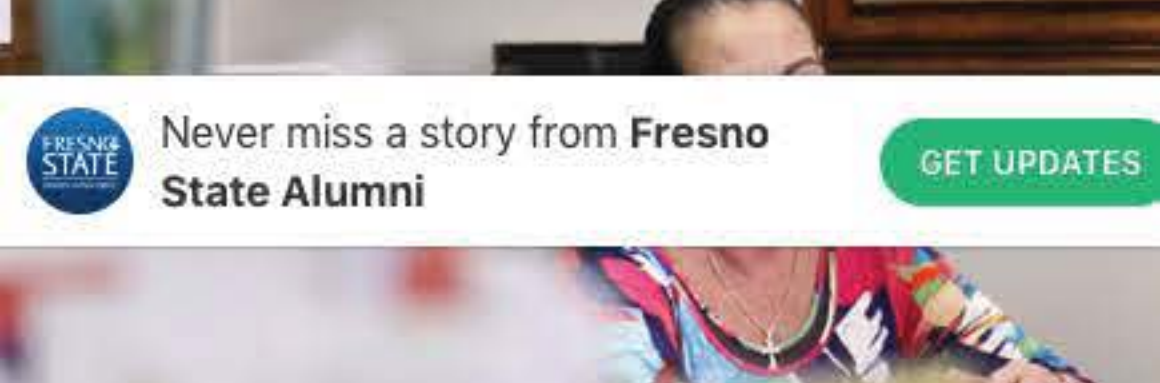 FRESNO
STATE
Never miss a story from Fresno
State Alumni
GET UPDATES